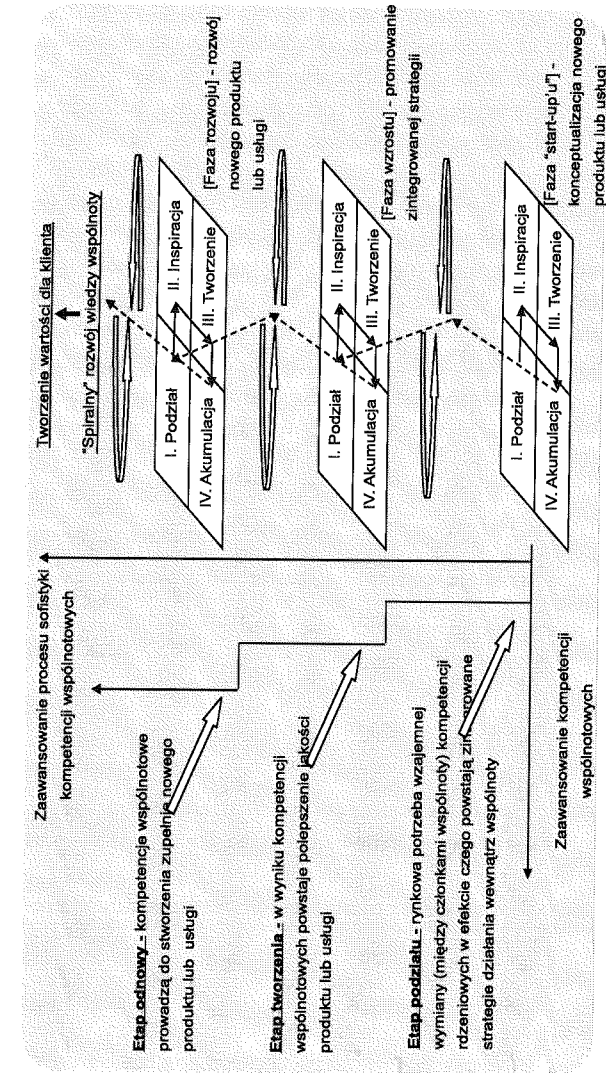 Zaawansowanie procesu sofistyki
kompetencji wspólnotowych
Etap odnowy - kompetencje wspólnotowe
prowadzą do stworzenia zupełnie nowego
produktu lub usługi
Etap tworzenia - w wyniku kompetencji
wspólnotowych powstaje polepszenie jakości
produktu lub usługi
Etap podziału - rynkowa potrzeba wzajemnej
wymiany (między członkami wspólnoty) kompetencji
rdzeniowych w efekcie czego powstają zintegrowane
strategie działania wewnątrz wspólnoty
Zaawansowanie kompetencji
wspólnotowych
Tworzenie wartości dla klienta
"Spiralny" rozwój wiedzy wspólnoty
I. Podział
II. Inspiracja
IV. Akumulacja
III. Tworzenie
[Faza rozwoju] - rozwój
nowego produktu
lub usługi
I. Podział
II. Inspiracja
IV. Akumulacja
III. Tworzenie
[Faza wzrostu] - promowanie
zintegrowanej strategii
I. Podział
II. Inspiracja
IV. Akumulacja
III. Tworzenie
[Faza "start-up'u"] -
konceptualizacja nowego
produktu lub usługi